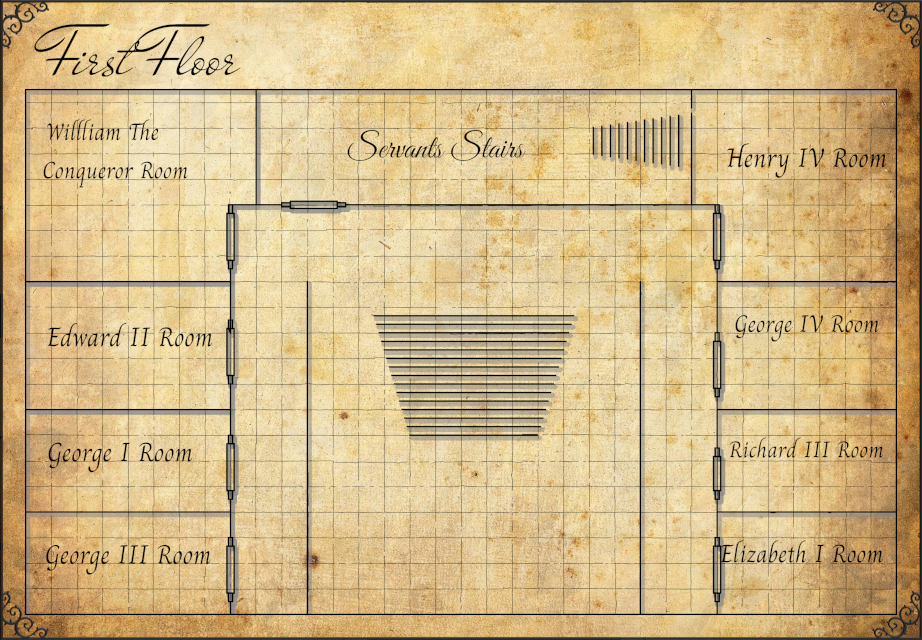 First Floor
Willliam The
Conqueror Room
Servants Stairs
Henry IV Room
Edward II Room
George IV Room
George I Room
Richard III Room
George III Room
Elizabeth I Room